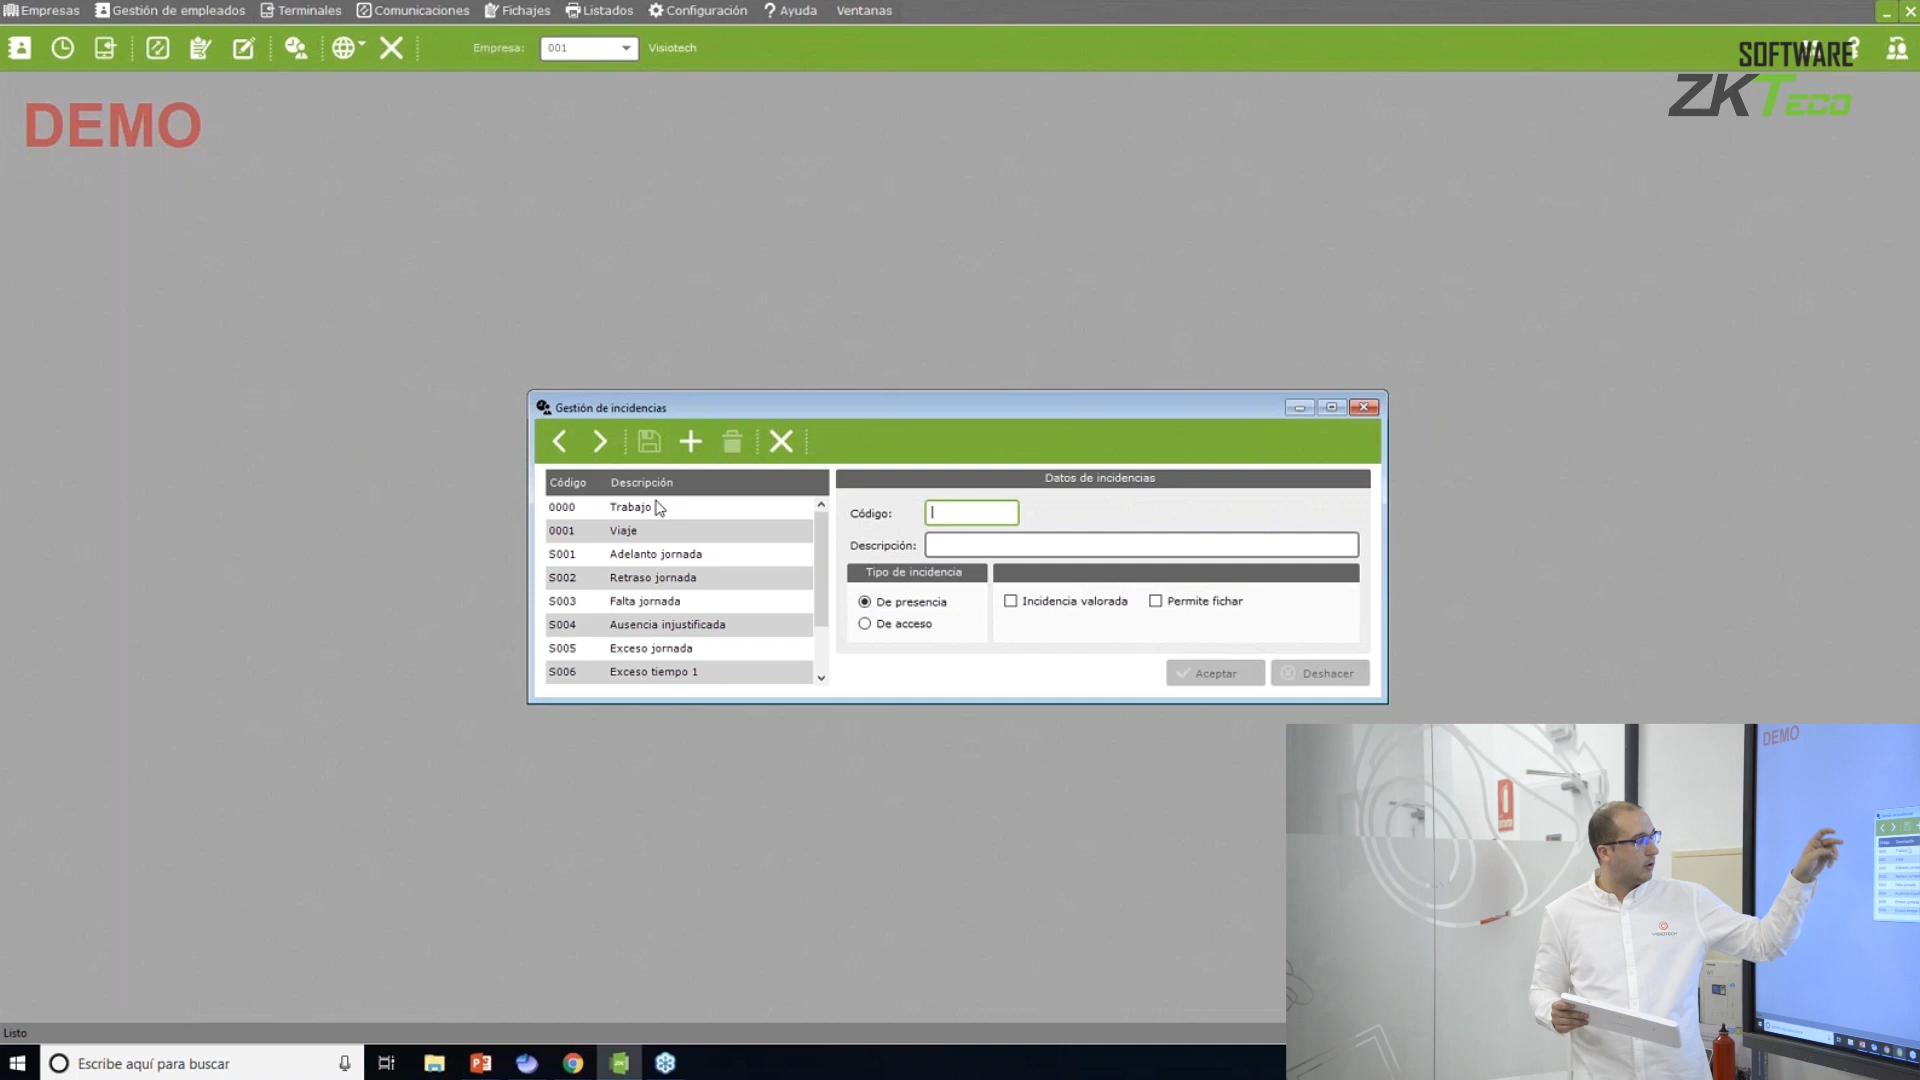 Empresas Gestión de empleados Terminales Comunicaciones Fichajes Listados Configuración ? Ayuda Ventanas
Empresa: 001 Visiotech
SOFTWARE
ZKTeco
DEMO
Gestión de incidencias
Código Descripción
0000 Trabajo
0001 Viaje
S001 Adelanto jornada
S002 Retraso jornada
S003 Falta jornada
S004 Ausencia injustificada
S005 Exceso jornada
S006 Exceso tiempo 1
Datos de incidencias
Código:
Descripción:
Tipo de incidencia
De presencia
De acceso
Incidencia valorada Permite fichar
Aceptar Deshacer
DEMO
VISIOTECH
Listo
Escribe aquí para buscar